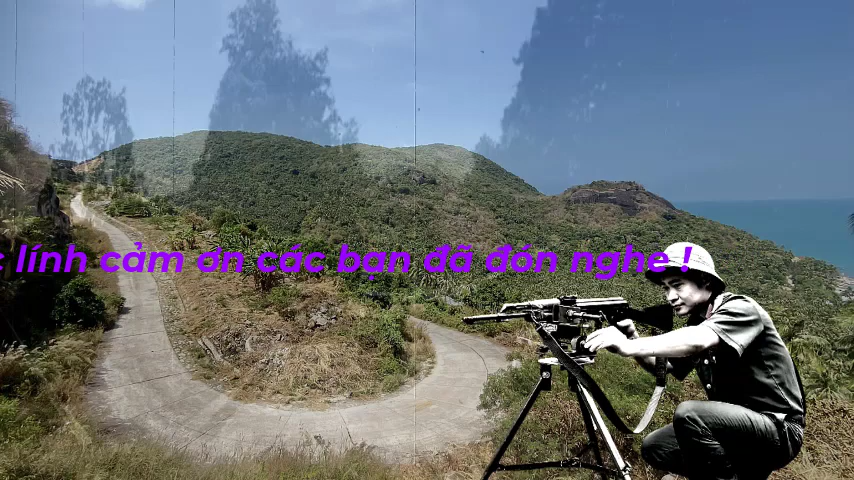 lính cảm ơn các bạn đã đón nghe !